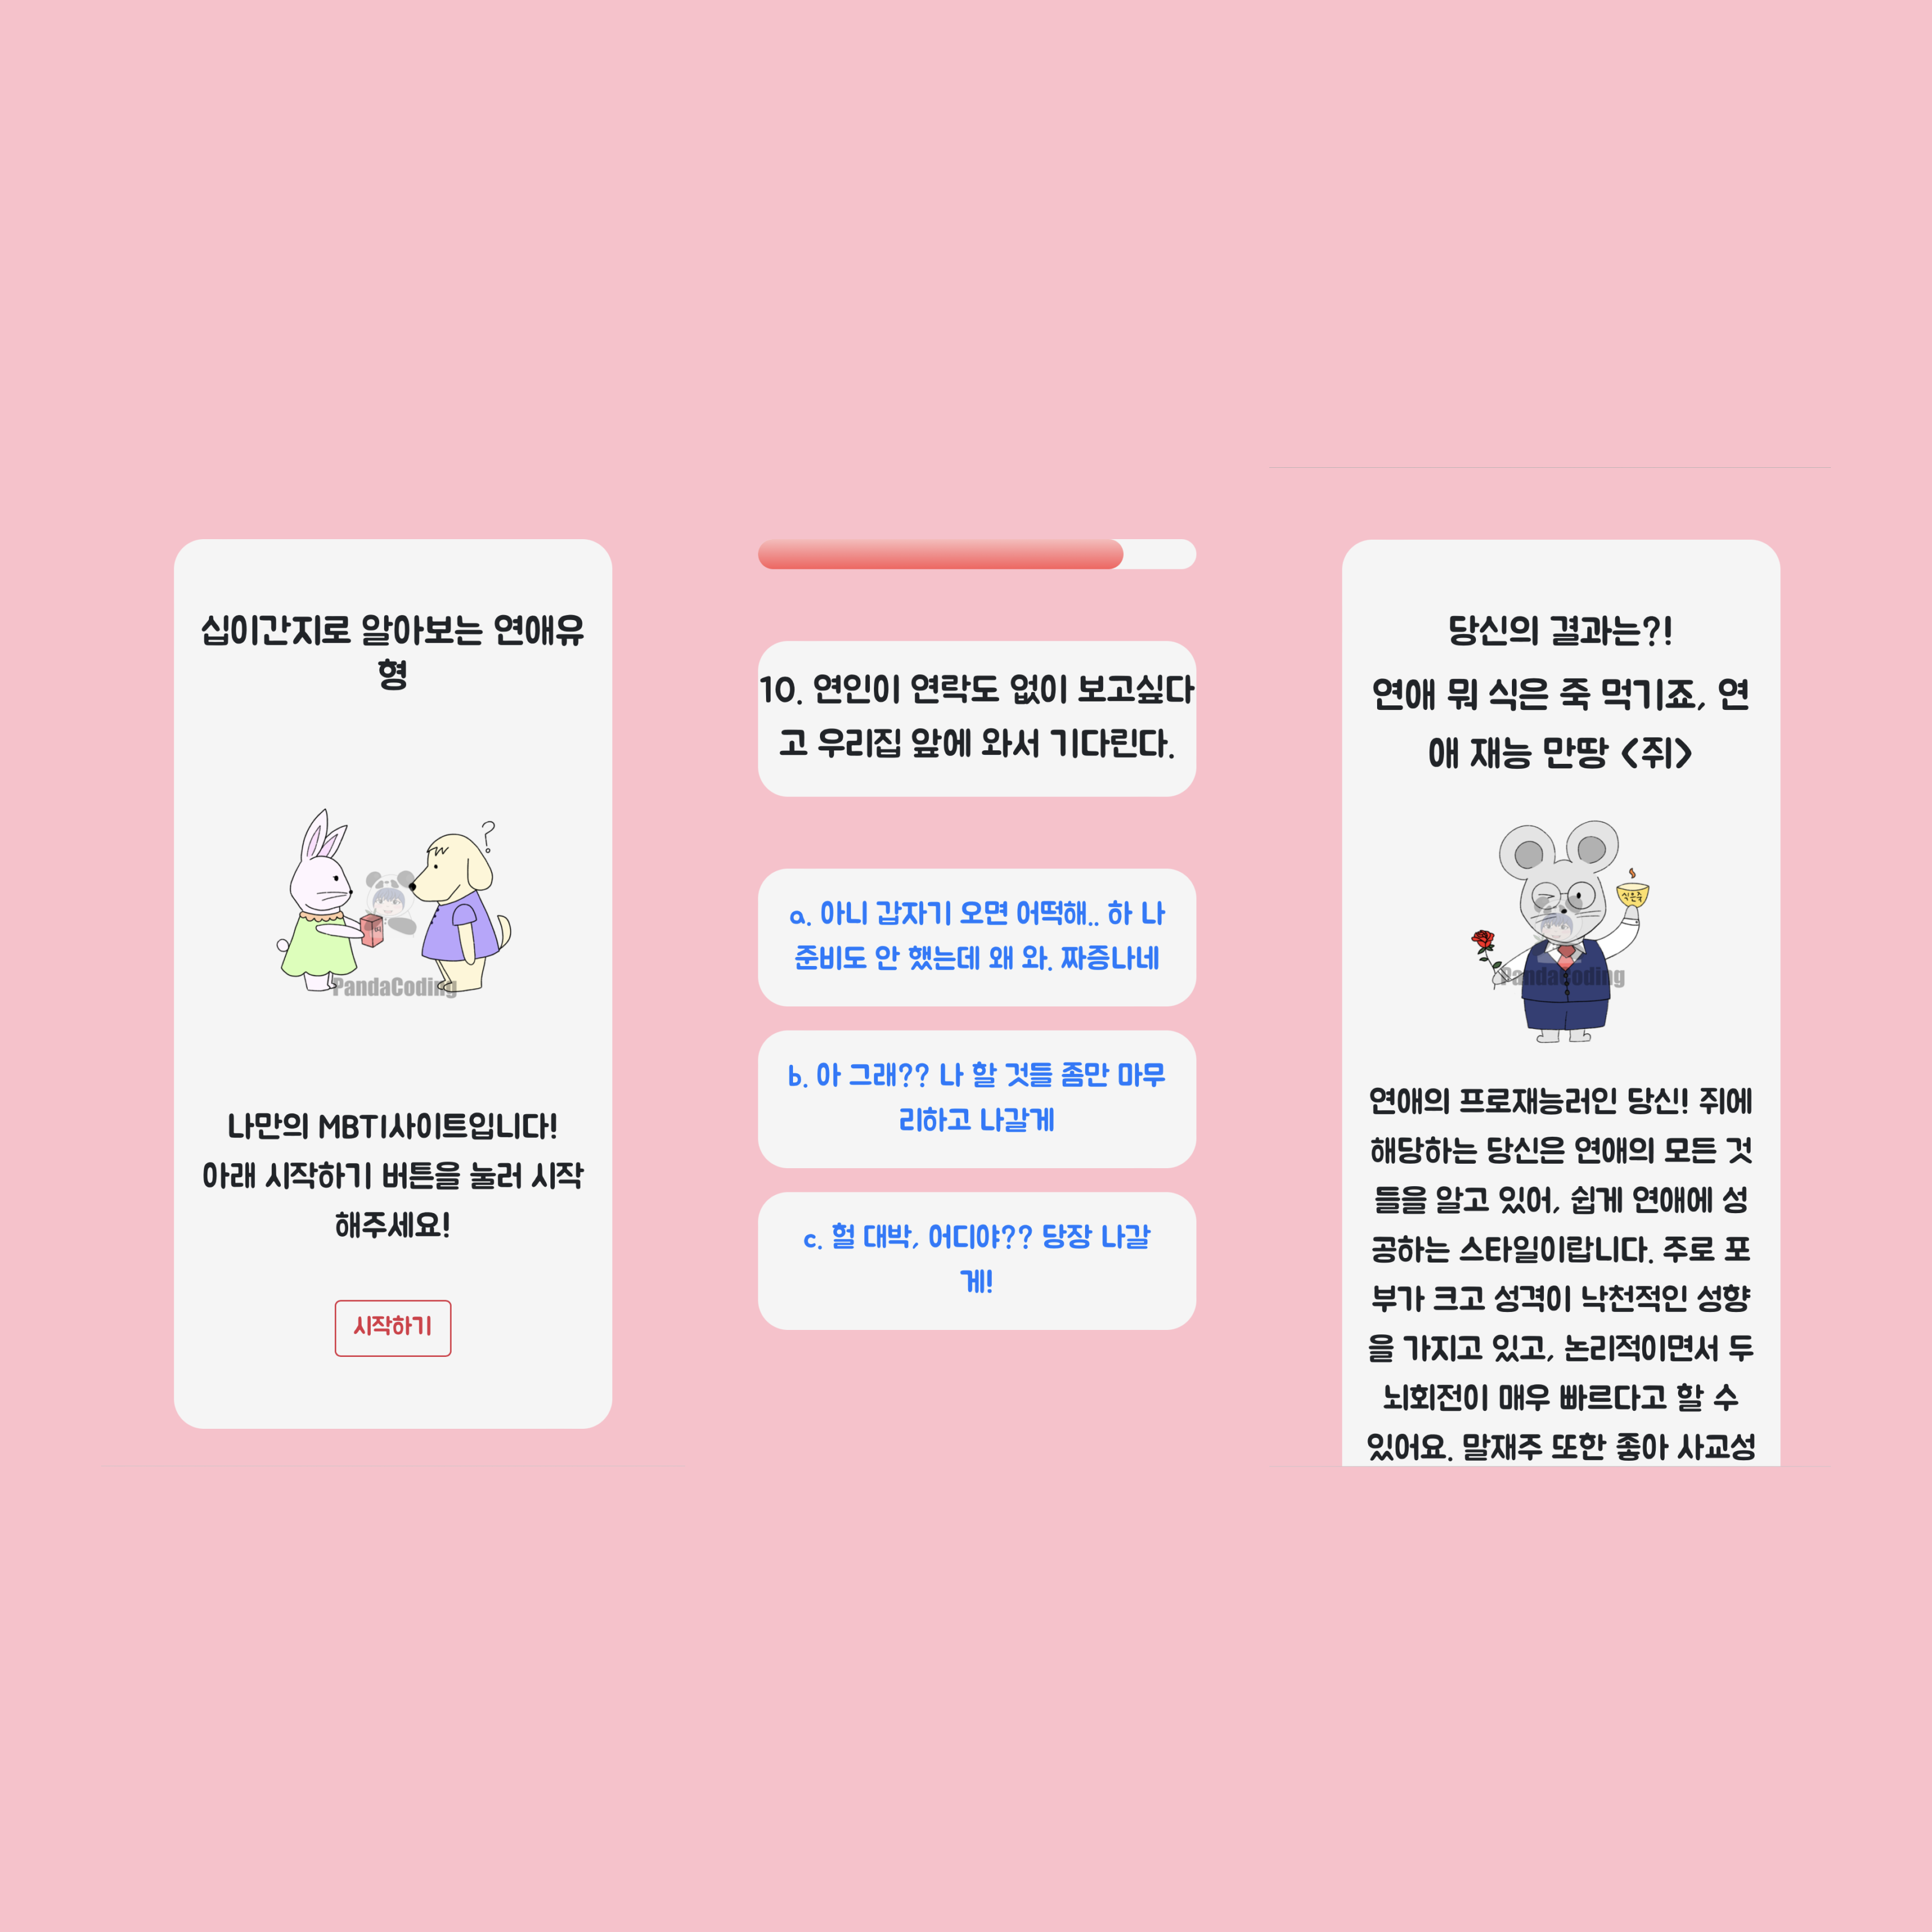 십이간지로 알아보는 연애유
형
PandaCoding
나만의 MBTI사이트입니다!
아래 시작하기 버튼을 눌러 시작
해주세요!
시작하기
10. 연인이 연락도 없이 보고싶다
고 우리집 앞에 와서 기다린다.
a. 아니 갑자기 오면 어떡해.. 하 나
준비도 안 했는데 왜 와. 짜증나네
b. 아 그래?? 나 할 것들 좀만 마무
리하고 나갈게
c. 헐 대박, 어디야?? 당장 나갈
게!
당신의 결과는?!
연애 뭐 식은 죽 먹기죠, 연
애 재능 만땅 <쥐>
식은죽
PandaCoding
연애의 프로재능러인 당신! 쥐에
해당하는 당신은 연애의 모든 것
들을 알고 있어, 쉽게 연애에 성
공하는 스타일이랍니다. 주로 포
부가 크고 성격이 낙천적인 성향
을 가지고 있고, 논리적이면서 두
뇌회전이 매우 빠르다고 할 수
있어요. 말재주 또한 좋아 사교성